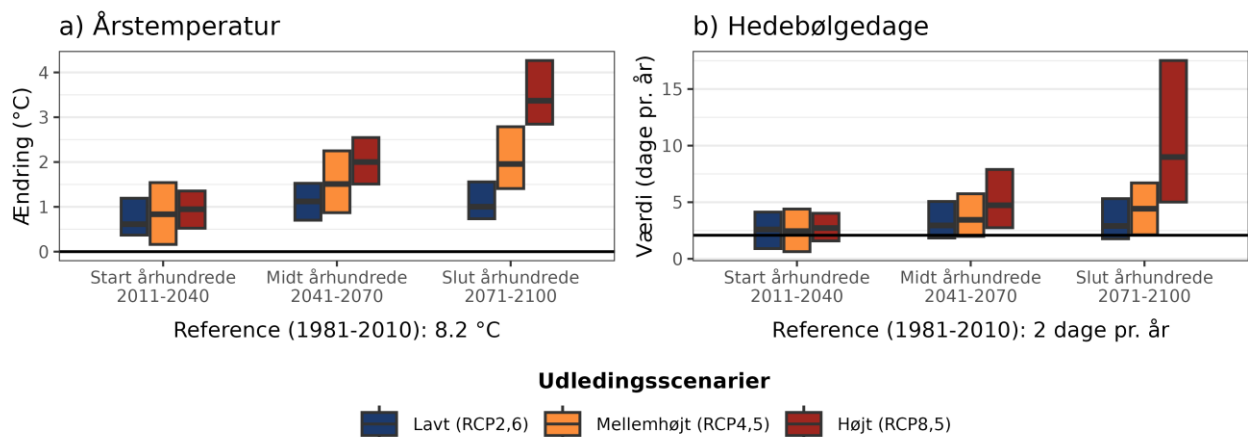 a) Årstemperatur
Ændring (°C)
4
3
2
1
0
Start århundrede
2011-2040
Midt århundrede
2041-2070
Slut århundrede
2071-2100
Reference (1981-2010): 8.2 °C
b) Hedebølgedage
Værdi (dage pr. år)
15
10
5
0
Start århundrede
2011-2040
Midt århundrede
2041-2070
Slut århundrede
2071-2100
Reference (1981-2010): 2 dage pr. år
Udledingsscenarier
Lavt (RCP2,6)
Mellemhøjt (RCP4,5)
Højt (RCP8,5)